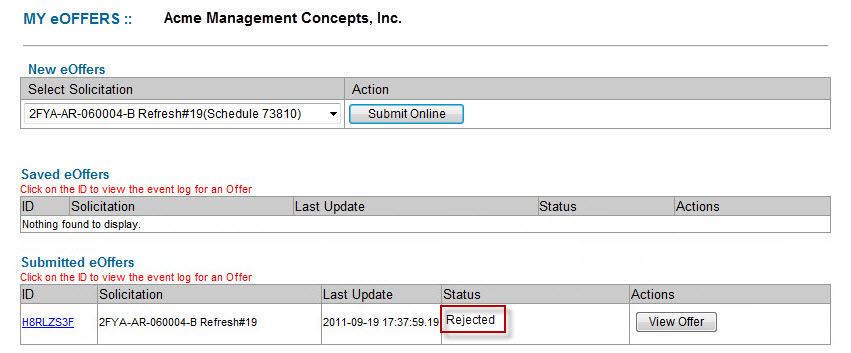 MY eOFFERS :: Acme Management Concepts, Inc.
New eOffers
Select Solicitation Action
2FYA-AR-060004-B Refresh#19(Schedule 73810) Submit Online
Saved eOffers
Click on the ID to view the event log for an Offer
ID Solicitation Last Update Status Actions
Nothing found to display.
Submitted eOffers
Click on the ID to view the event log for an Offer
ID Solicitation Last Update Status Actions
H8RLZS3F 2FYA-AR-060004-B Refresh#19 2011-09-19 17:37:59.19 Rejected View Offer